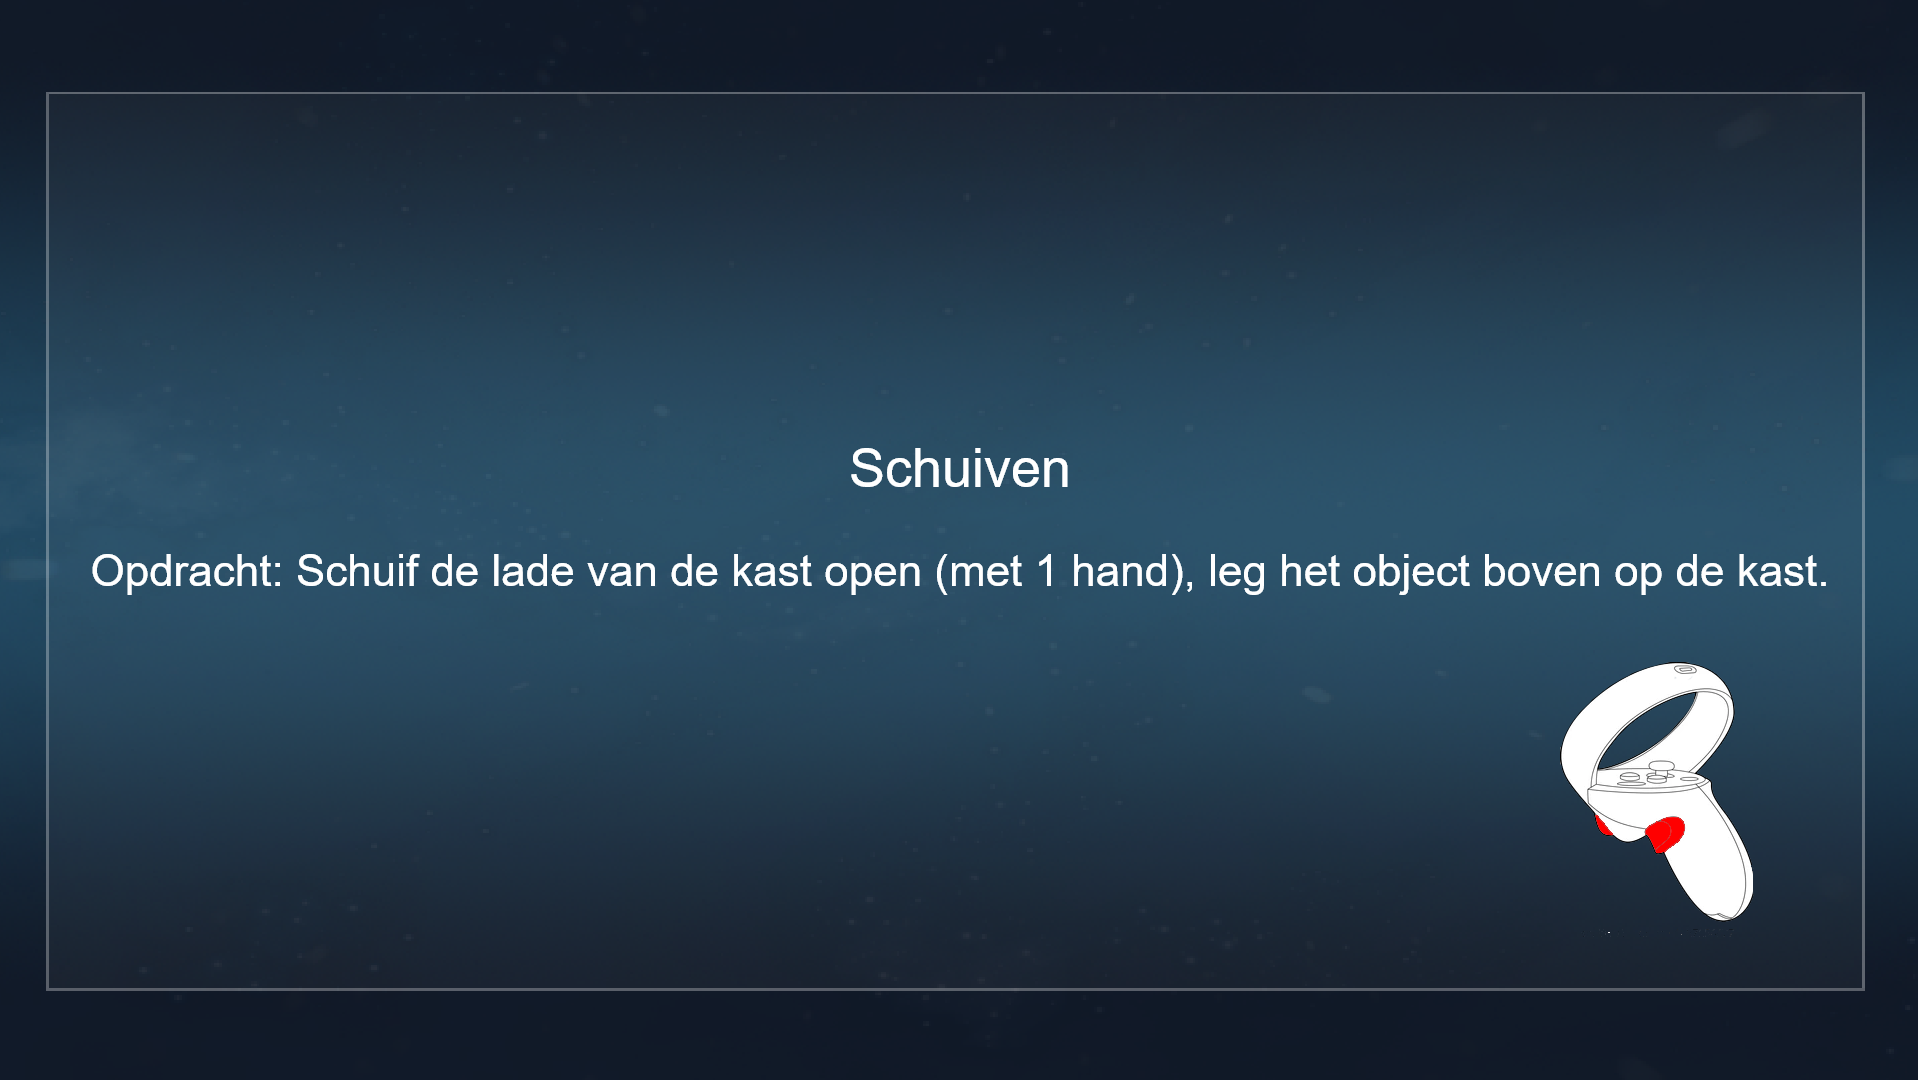 Schuiven
Opdracht: Schuif de lade van de kast open (met 1 hand), leg het object boven op de kast.